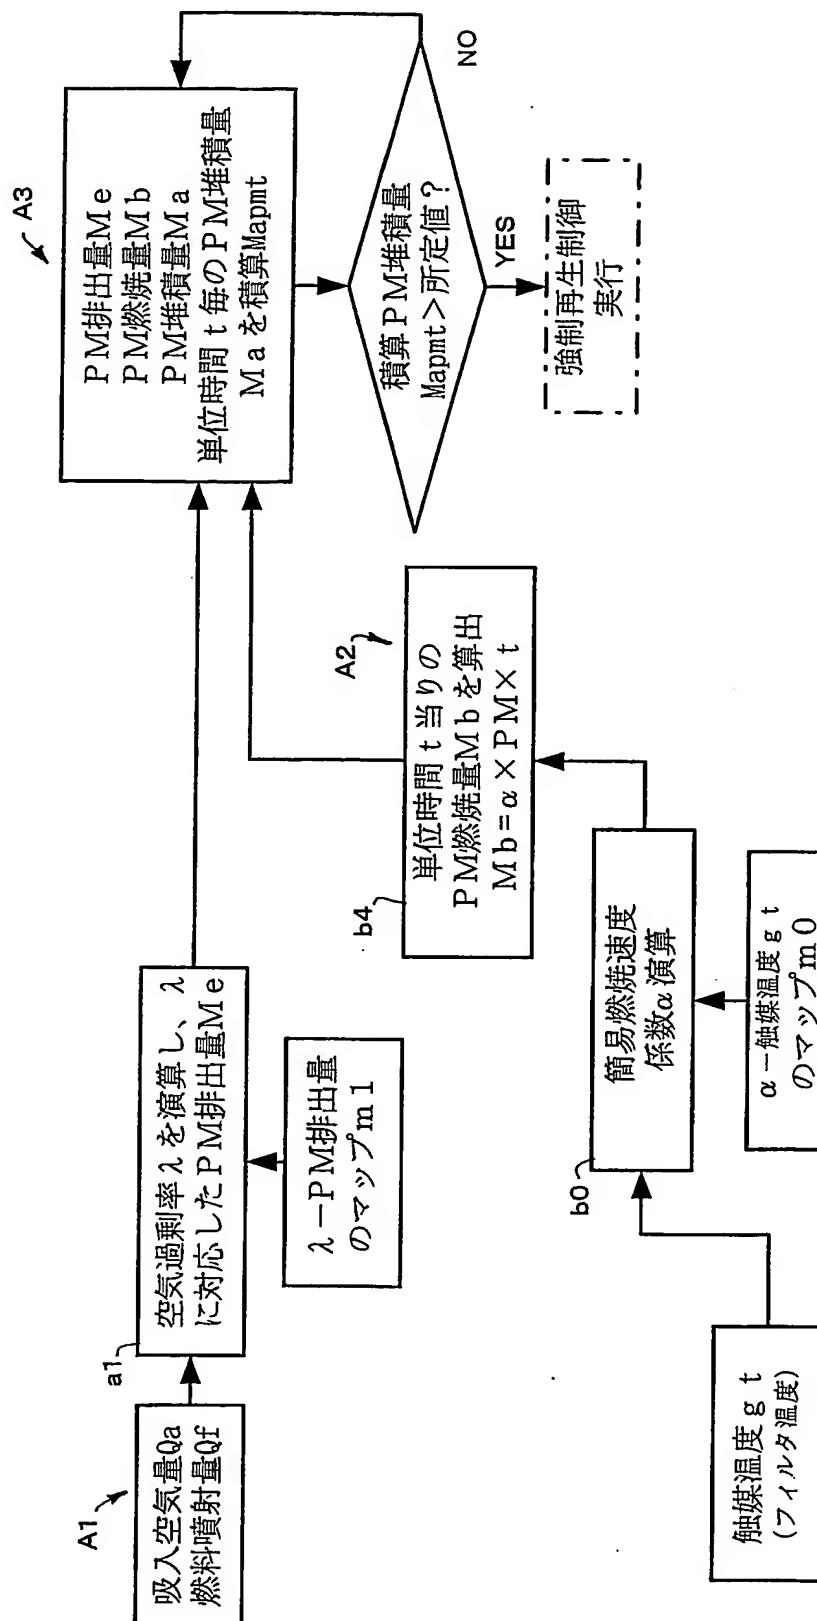 A1
吸入空気量Qa
燃料噴射量Qf
a1
空気過剰率λを演算し、λ
に対応したPM排出量Me
λ－PM排出量
のマップm1
A3
PM排出量Me
PM燃焼量Mb
PM堆積量Ma
単位時間t毎のPM堆積量
Maを積算Mapmt
積算PM堆積量
Mapmt>所定値?
NO
YES
強制再生制御
実行
A2
b4
単位時間t当りの
PM燃焼量Mbを算出
Mb=α×PM×t
b0
簡易燃焼速度
係数α演算
α－触媒温度gt
のマップm0
触媒温度gt
(フィルタ温度)